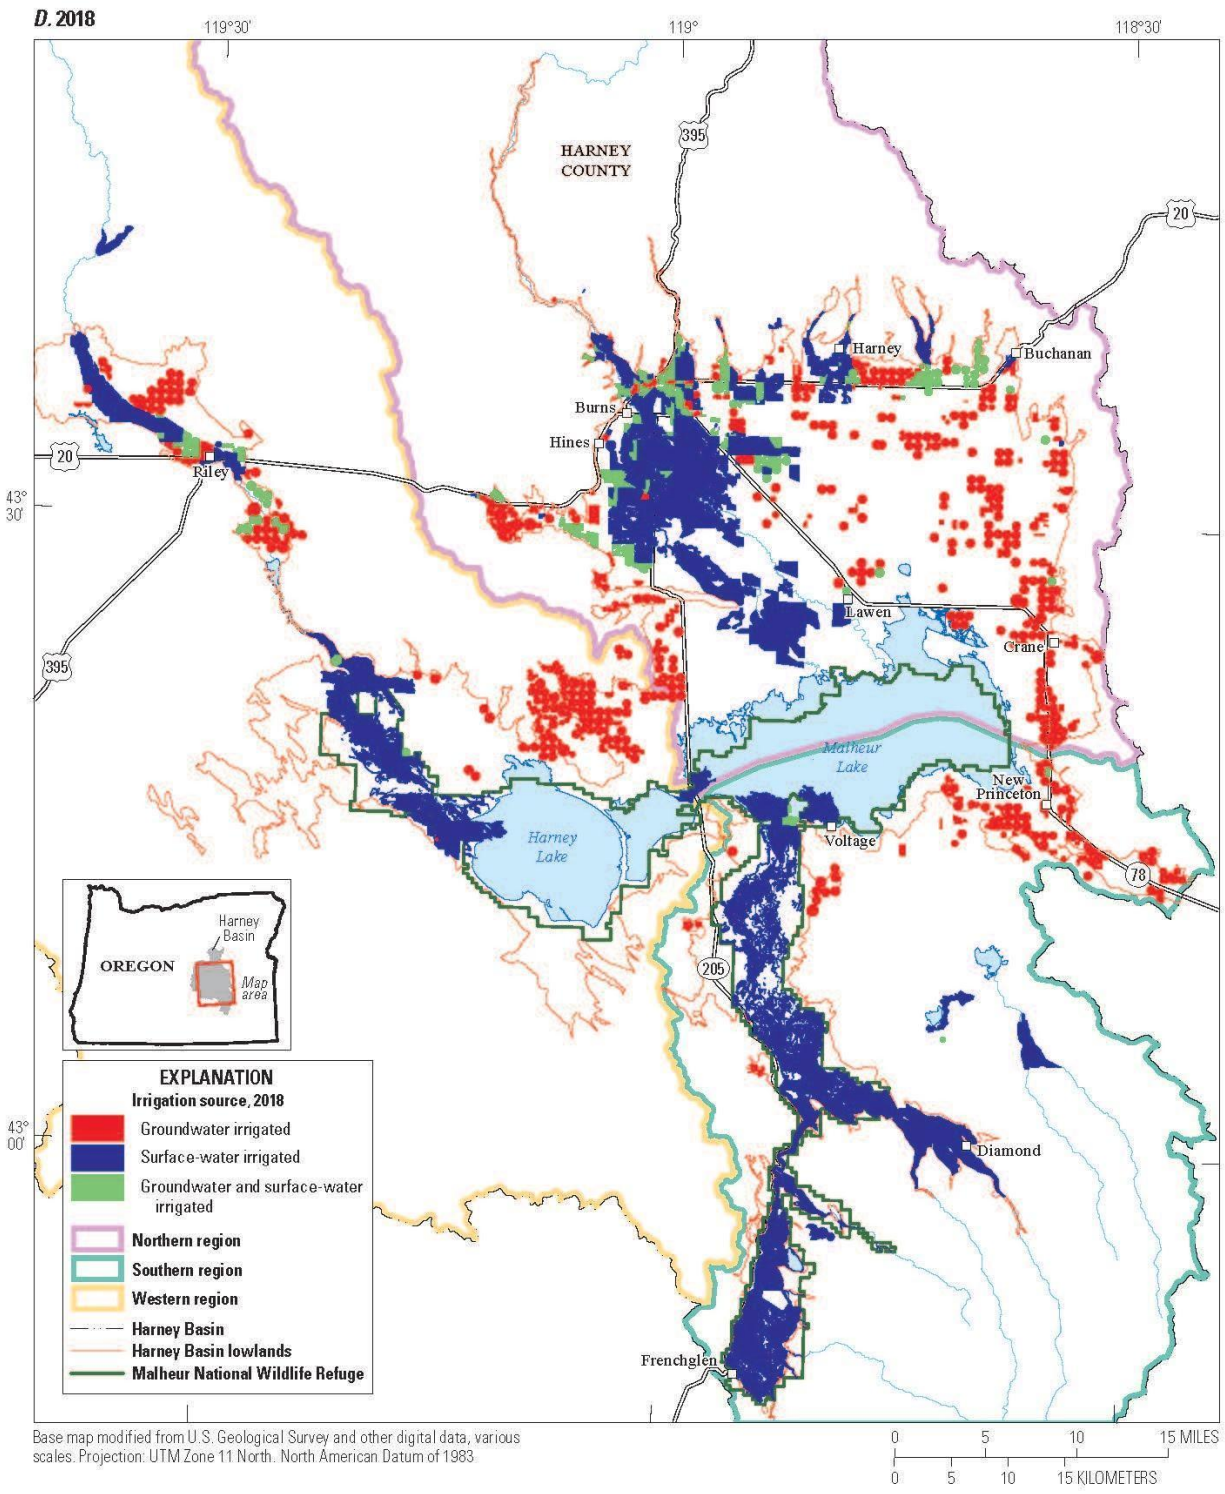 D. 2018
119°30'
119°
118°30'
HARNEY
COUNTY
395
20
Harney
Buchanan
Burns
Hines
20
Riley
43°
30'
Lawen
Crane
395
Malheur
Lake
New
Princeton
Harney
Lake
Voltage
78
Harney
Basin
OREGON
Map
area
205
EXPLANATION
Irrigation source, 2018
Groundwater irrigated
Surface-water irrigated
Groundwater and surface-water
irrigated
Northern region
Southern region
Western region
Harney Basin
Harney Basin lowlands
Malheur National Wildlife Refuge
43°
00'
Diamond
Frenchglen
Base map modified from U.S. Geological Survey and other digital data, various
scales. Projection: UTM Zone 11 North. North American Datum of 1983
0 5 10 15 MILES
0 5 10 15 KILOMETERS